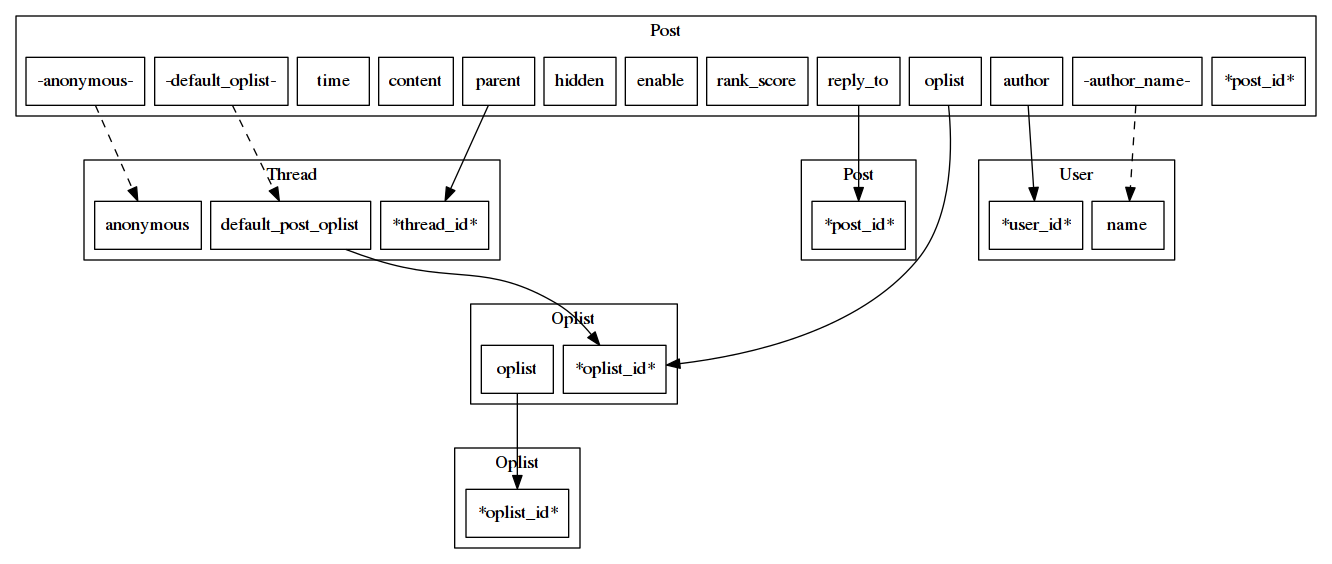 Post
-anonymous- -default_oplist- time content parent hidden enable rank_score reply_to oplist author -author_name- *post_id*
Thread Post User
anonymous default_post_oplist *thread_id* *post_id* *user_id* name
Oplist
oplist *oplist_id*
Oplist
*oplist_id*